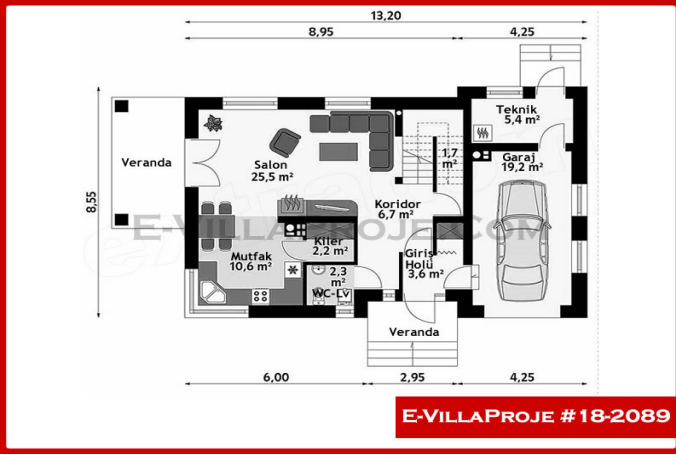 13,20
8,95 4,25
Teknik
5,4 m²
Veranda
Salon
25,5 m²
1,7
m²
Garaj
19,2 m²
8,55
Koridor
6,7 m²
E-VillaProje.Com
Mutfak
10,6 m²
Kiler
2,2 m²
Giriş
Holü
3,6 m²
2,3
m²
WC-Lv
Veranda
6,00 2,95 4,25
E-VillaProje #18-2089